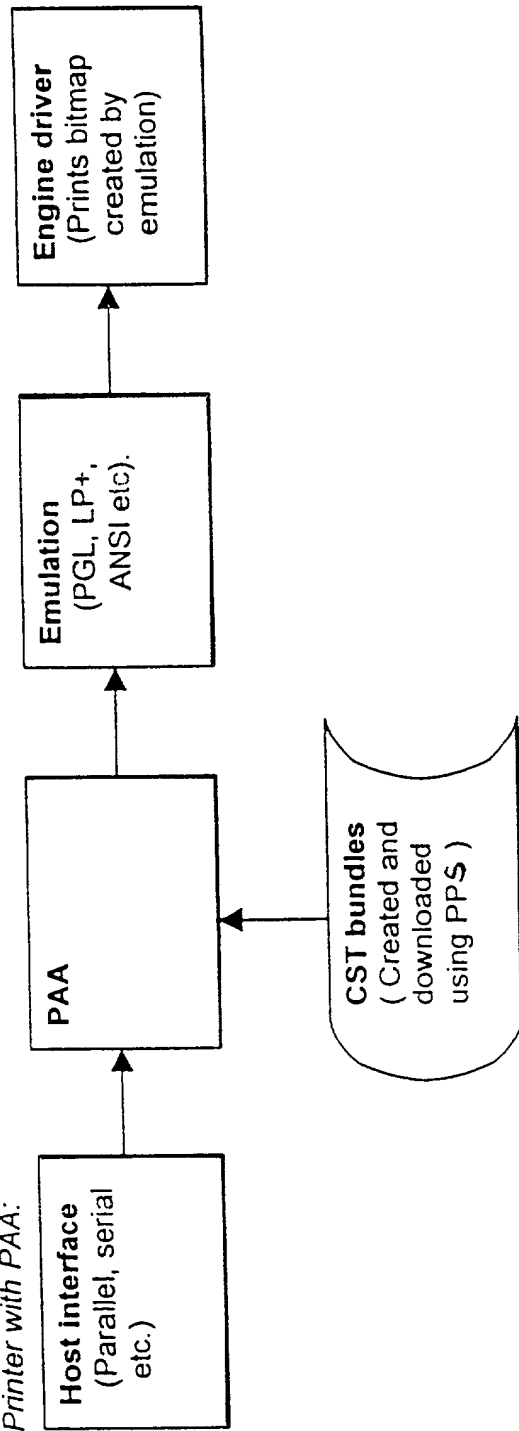 Printer with PAA:
Host interface
(Parallel, serial
etc.)
PAA
CST bundles
( Created and
downloaded
using PPS )
Emulation
(PGL, LP+,
ANSI etc).
Engine driver
(Prints bitmap
created by
emulation)